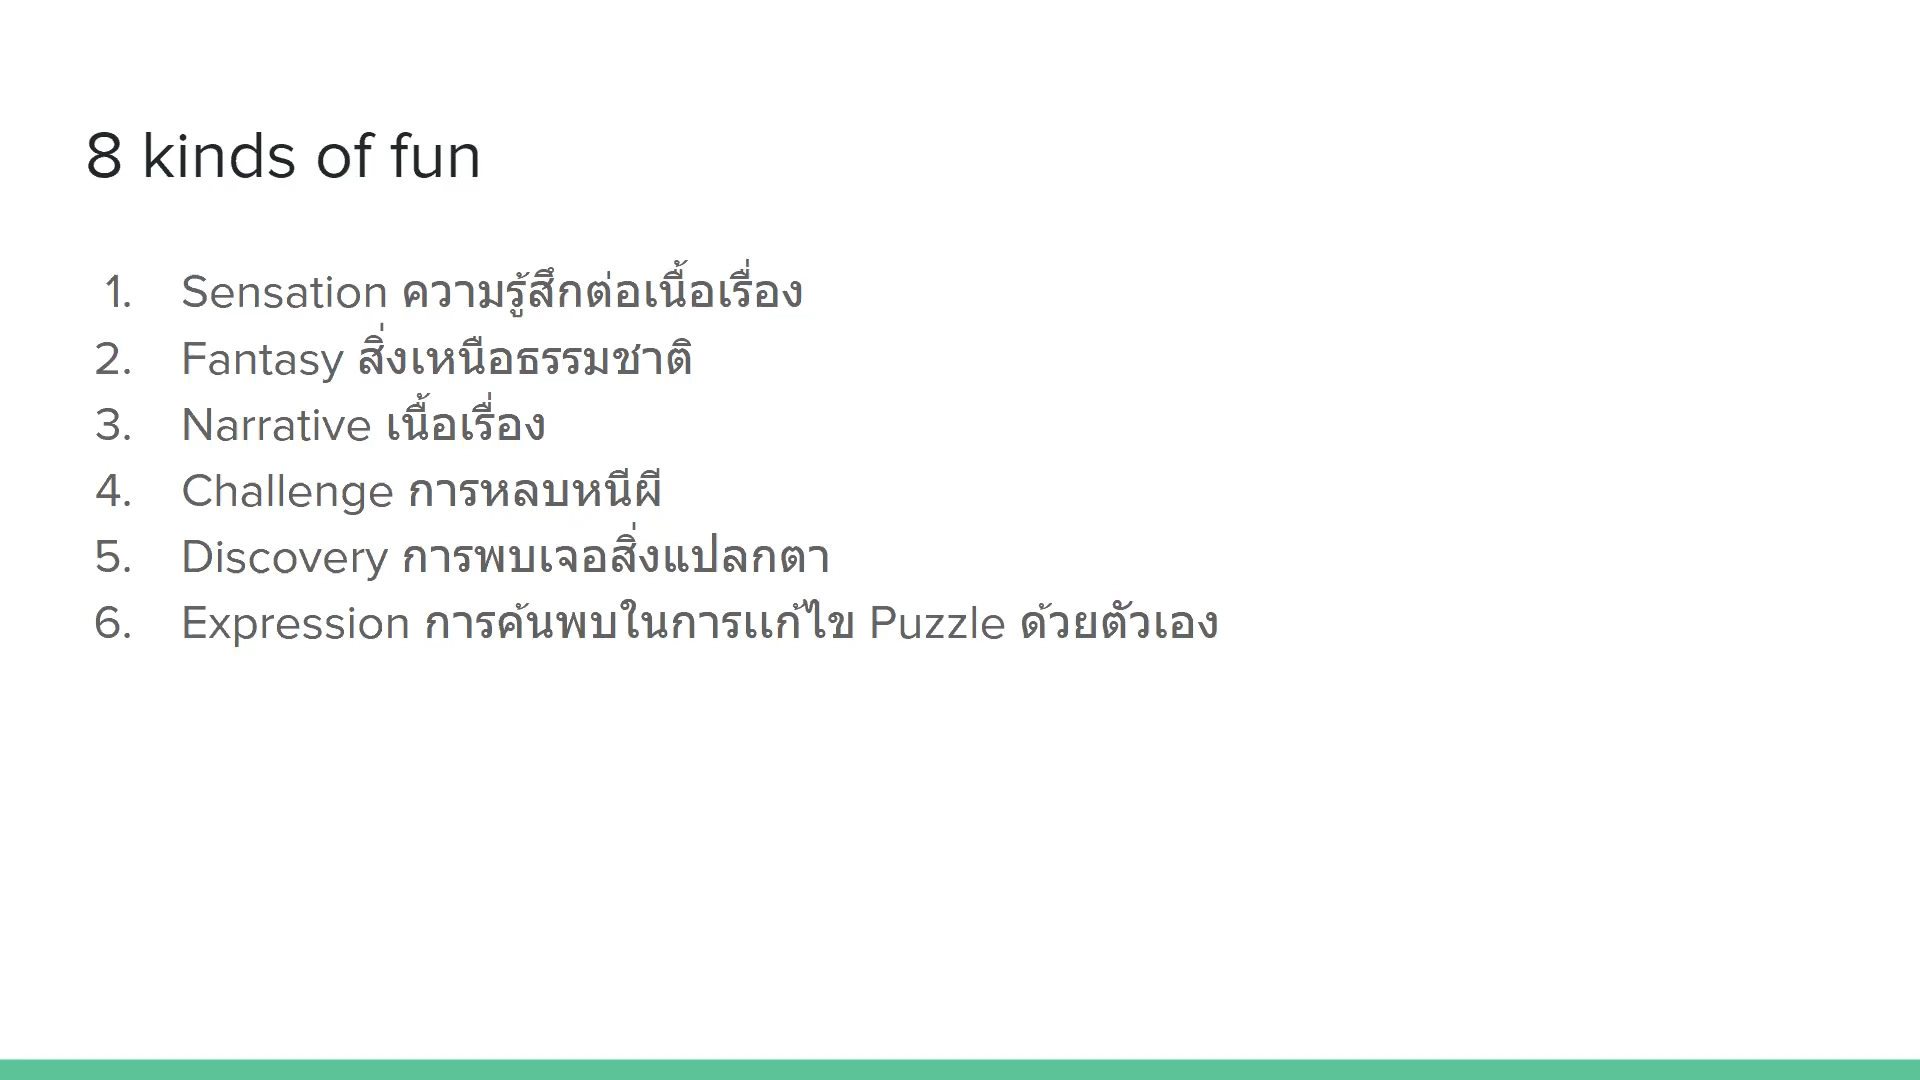 8 kinds of fun
1. Sensation ความรู้สึกต่อเนื้อเรื่อง
2. Fantasy สิ่งเหนือธรรมชาติ
3. Narrative เนื้อเรื่อง
4. Challenge การหลบหนีผี
5. Discovery การพบเจอสิ่งแปลกตา
6. Expression การค้นพบในการแก้ไข Puzzle ด้วยตัวเอง